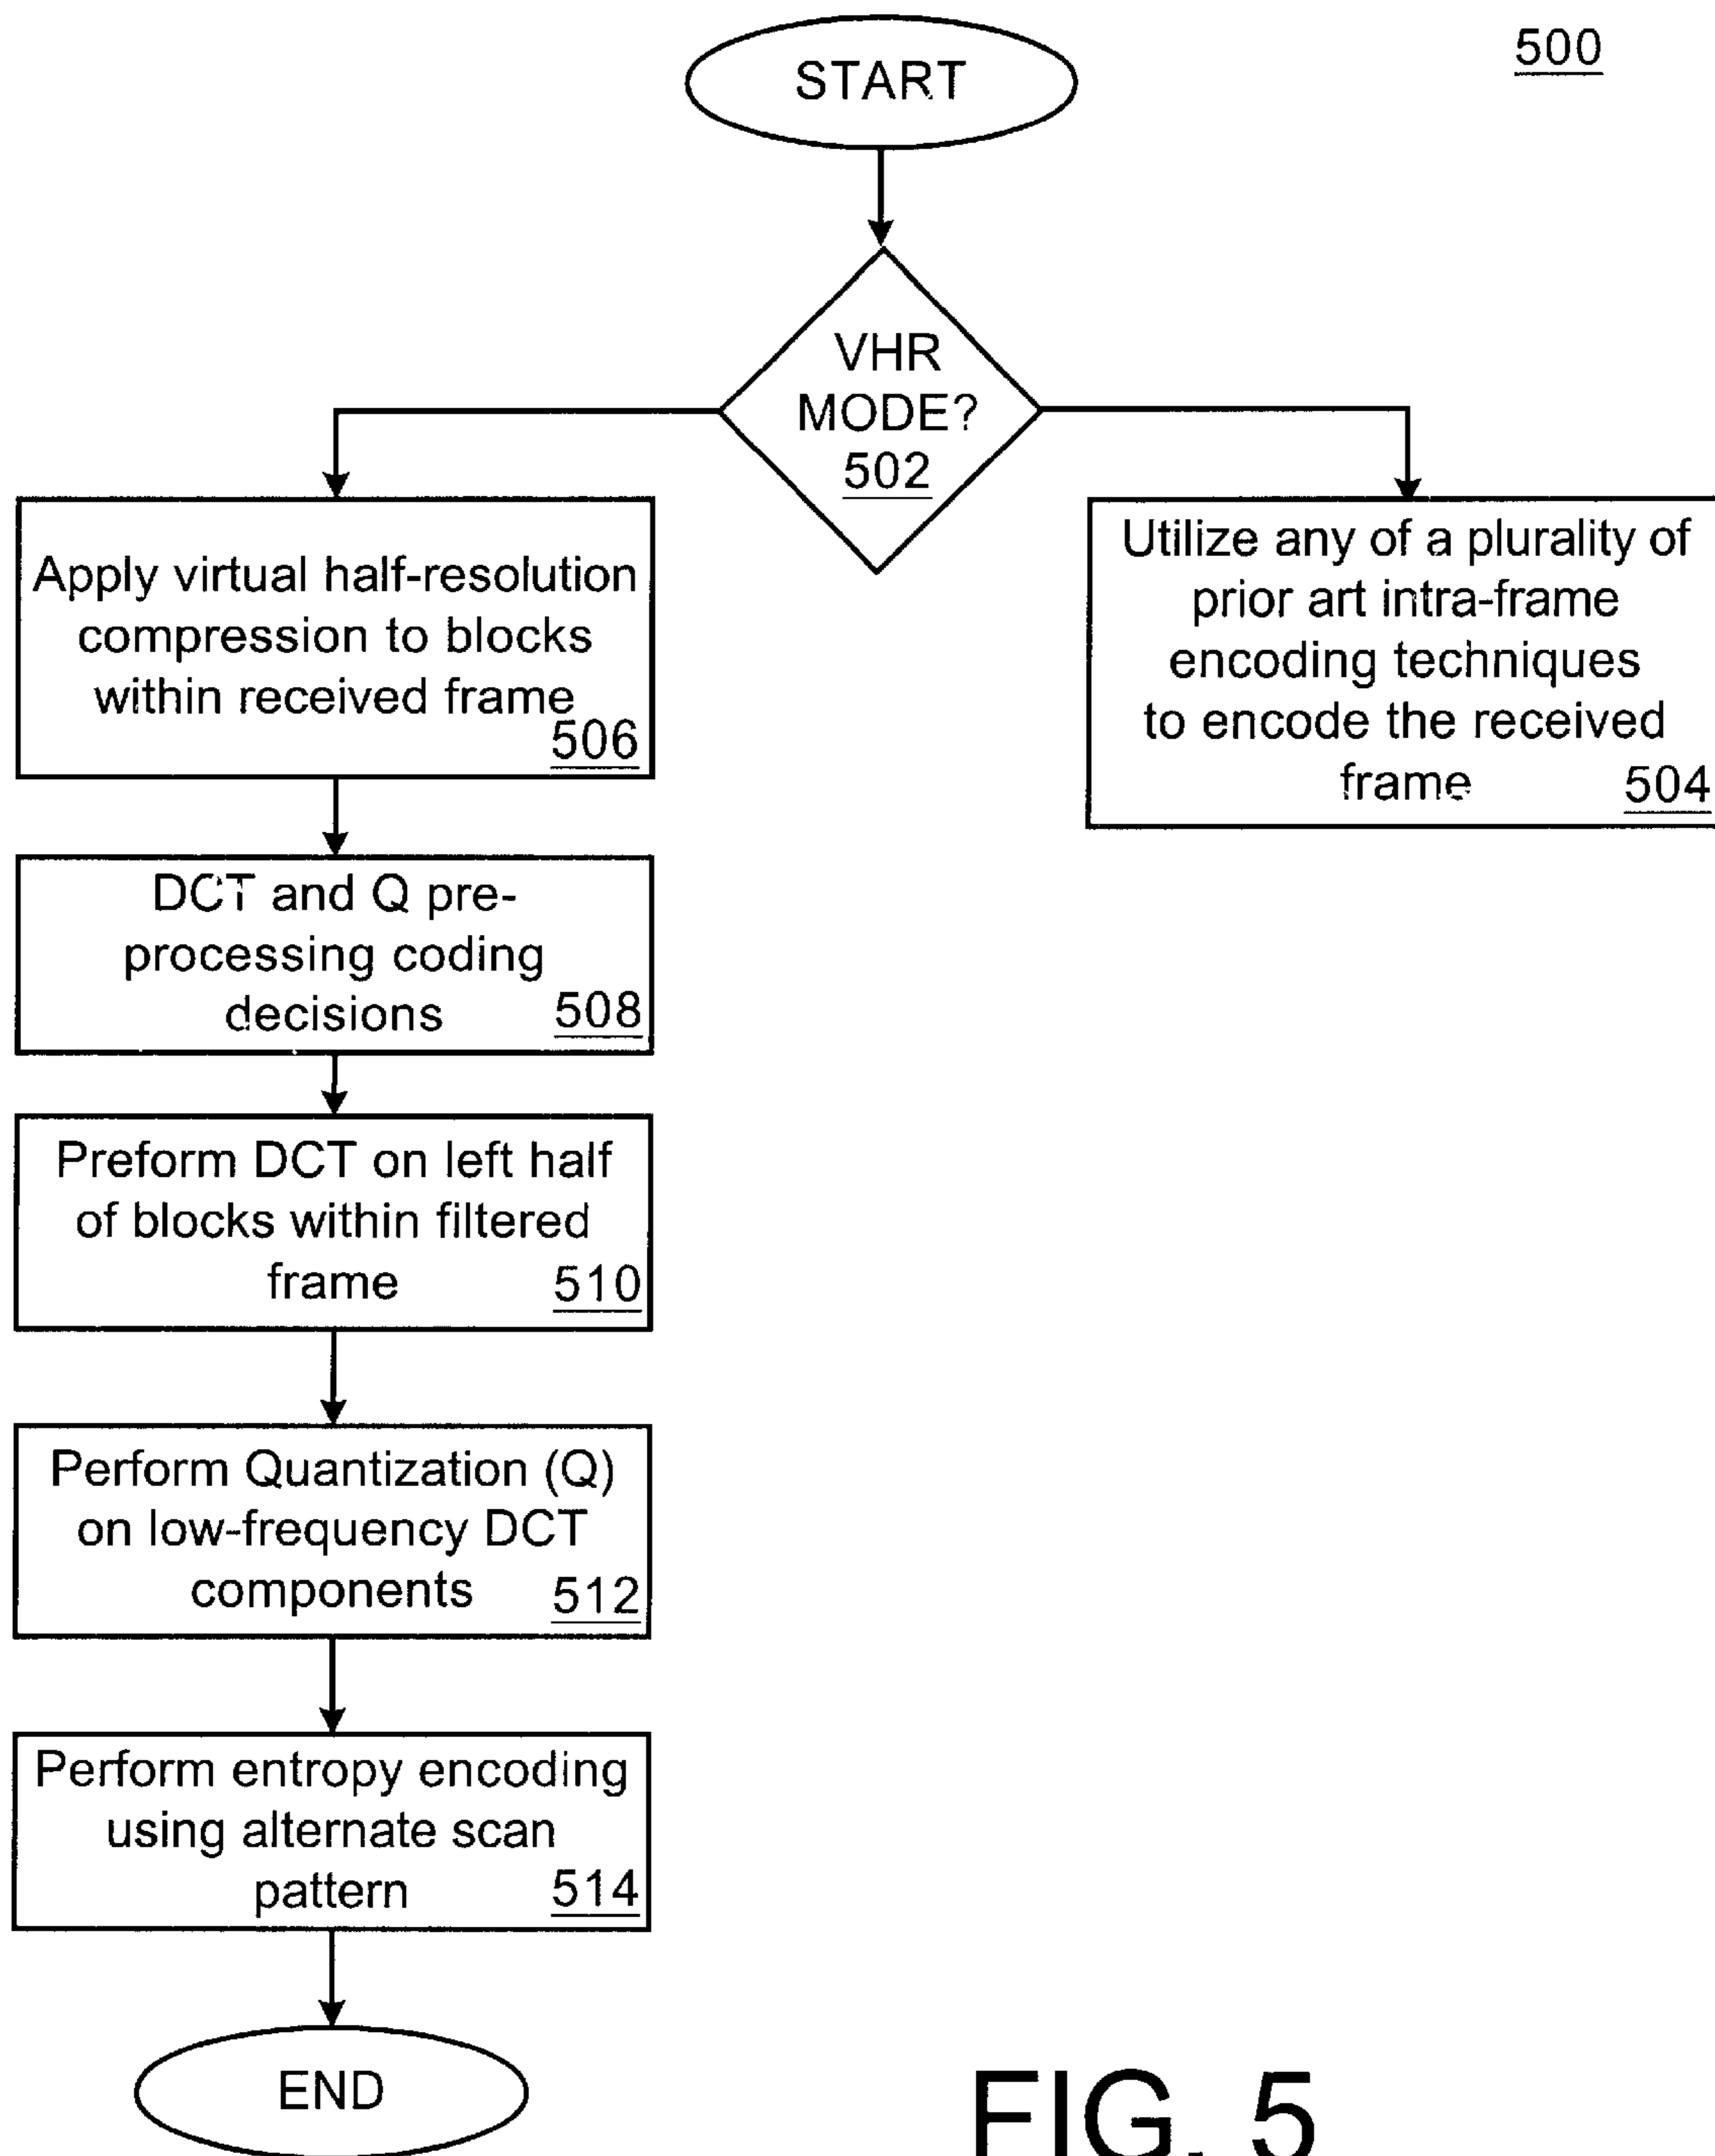 500
START
VHR
MODE?
502
Apply virtual half-resolution
compression to blocks
within received frame
506
Utilize any of a plurality of
prior art intra-frame
encoding techniques
to encode the received
frame 504
DCT and Q pre-
processing coding
decisions 508
Preform DCT on left half
of blocks within filtered
frame 510
Perform Quantization (Q)
on low-frequency DCT
components 512
Perform entropy encoding
using alternate scan
pattern 514
END
FIG. 5